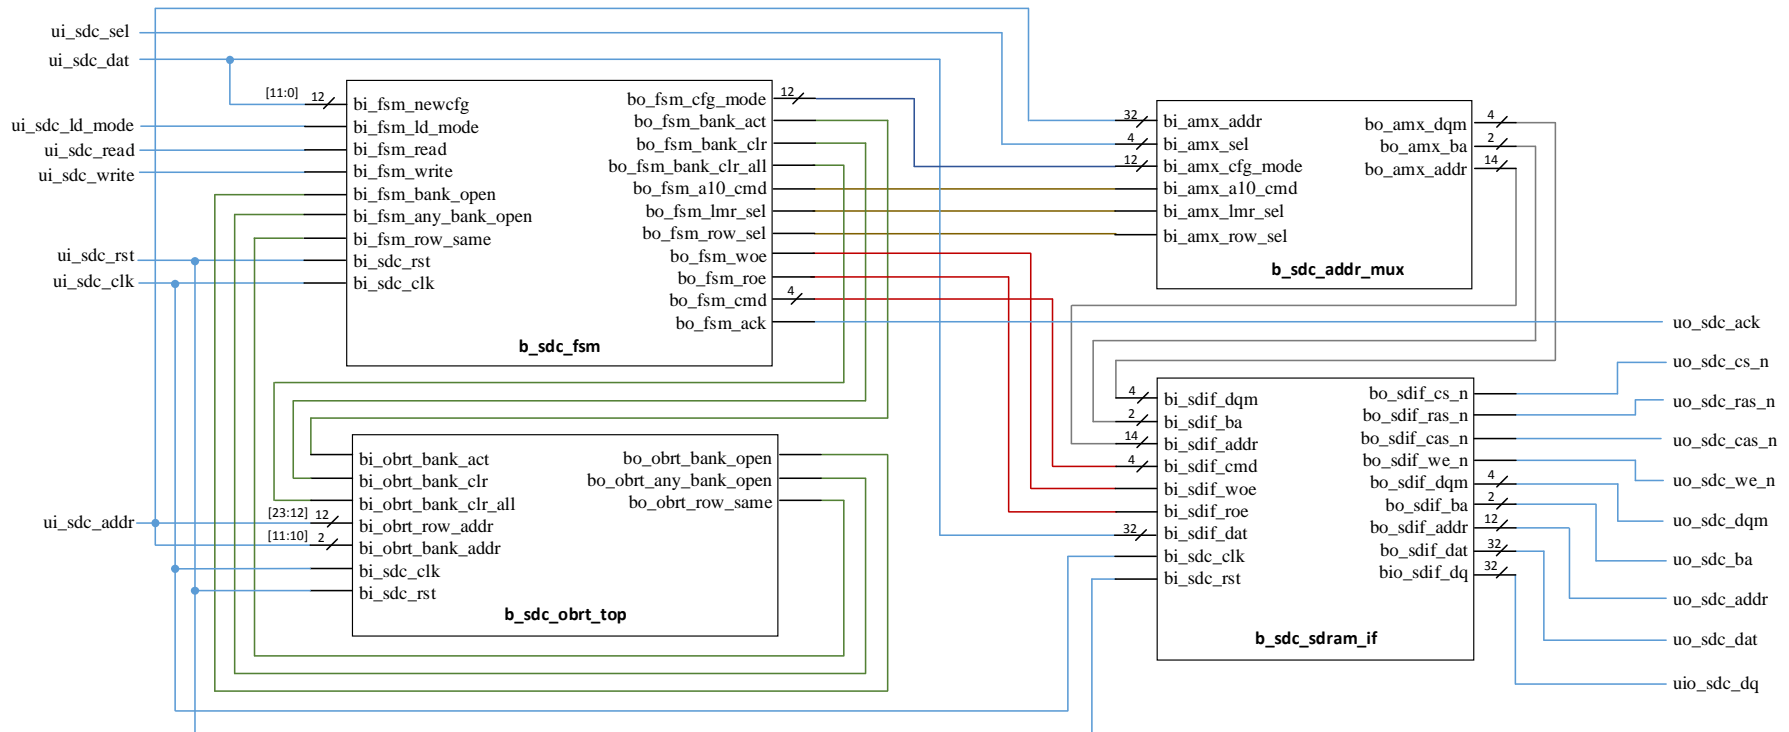 ui_sdc_sel
ui_sdc_dat
ui_sdc_ld_mode
ui_sdc_read
ui_sdc_write
ui_sdc_rst
ui_sdc_clk
ui_sdc_addr
[11:0]
12
bi_fsm_newcfg
bi_fsm_ld_mode
bi_fsm_read
bi_fsm_write
bi_fsm_bank_open
bi_fsm_any_bank_open
bi_fsm_row_same
bi_sdc_rst
bi_sdc_clk
bo_fsm_cfg_mode
12
bo_fsm_bank_act
bo_fsm_bank_clr
bo_fsm_bank_clr_all
bo_fsm_a10_cmd
bo_fsm_lmr_sel
bo_fsm_row_sel
bo_fsm_woe
bo_fsm_roe
bo_fsm_cmd
4
bo_fsm_ack
b_sdc_fsm
bi_obrt_bank_act
bi_obrt_bank_clr
bi_obrt_bank_clr_all
[23:12]
12
bi_obrt_row_addr
[11:10]
2
bi_obrt_bank_addr
bi_sdc_clk
bi_sdc_rst
bo_obrt_bank_open
bo_obrt_any_bank_open
bo_obrt_row_same
b_sdc_obrt_top
32
bi_amx_addr
4
bi_amx_sel
12
bi_amx_cfg_mode
bi_amx_a10_cmd
bi_amx_lmr_sel
bi_amx_row_sel
bo_amx_dqm
4
bo_amx_ba
2
bo_amx_addr
14
b_sdc_addr_mux
4
bi_sdif_dqm
2
bi_sdif_ba
14
bi_sdif_addr
4
bi_sdif_cmd
bi_sdif_woe
bi_sdif_roe
32
bi_sdif_dat
bi_sdc_clk
bi_sdc_rst
bo_sdif_cs_n
bo_sdif_ras_n
bo_sdif_cas_n
bo_sdif_we_n
bo_sdif_dqm
4
bo_sdif_ba
2
bo_sdif_addr
12
bo_sdif_dat
32
bio_sdif_dq
32
b_sdc_sdram_if
uo_sdc_ack
uo_sdc_cs_n
uo_sdc_ras_n
uo_sdc_cas_n
uo_sdc_we_n
uo_sdc_dqm
uo_sdc_ba
uo_sdc_addr
uo_sdc_dat
uio_sdc_dq